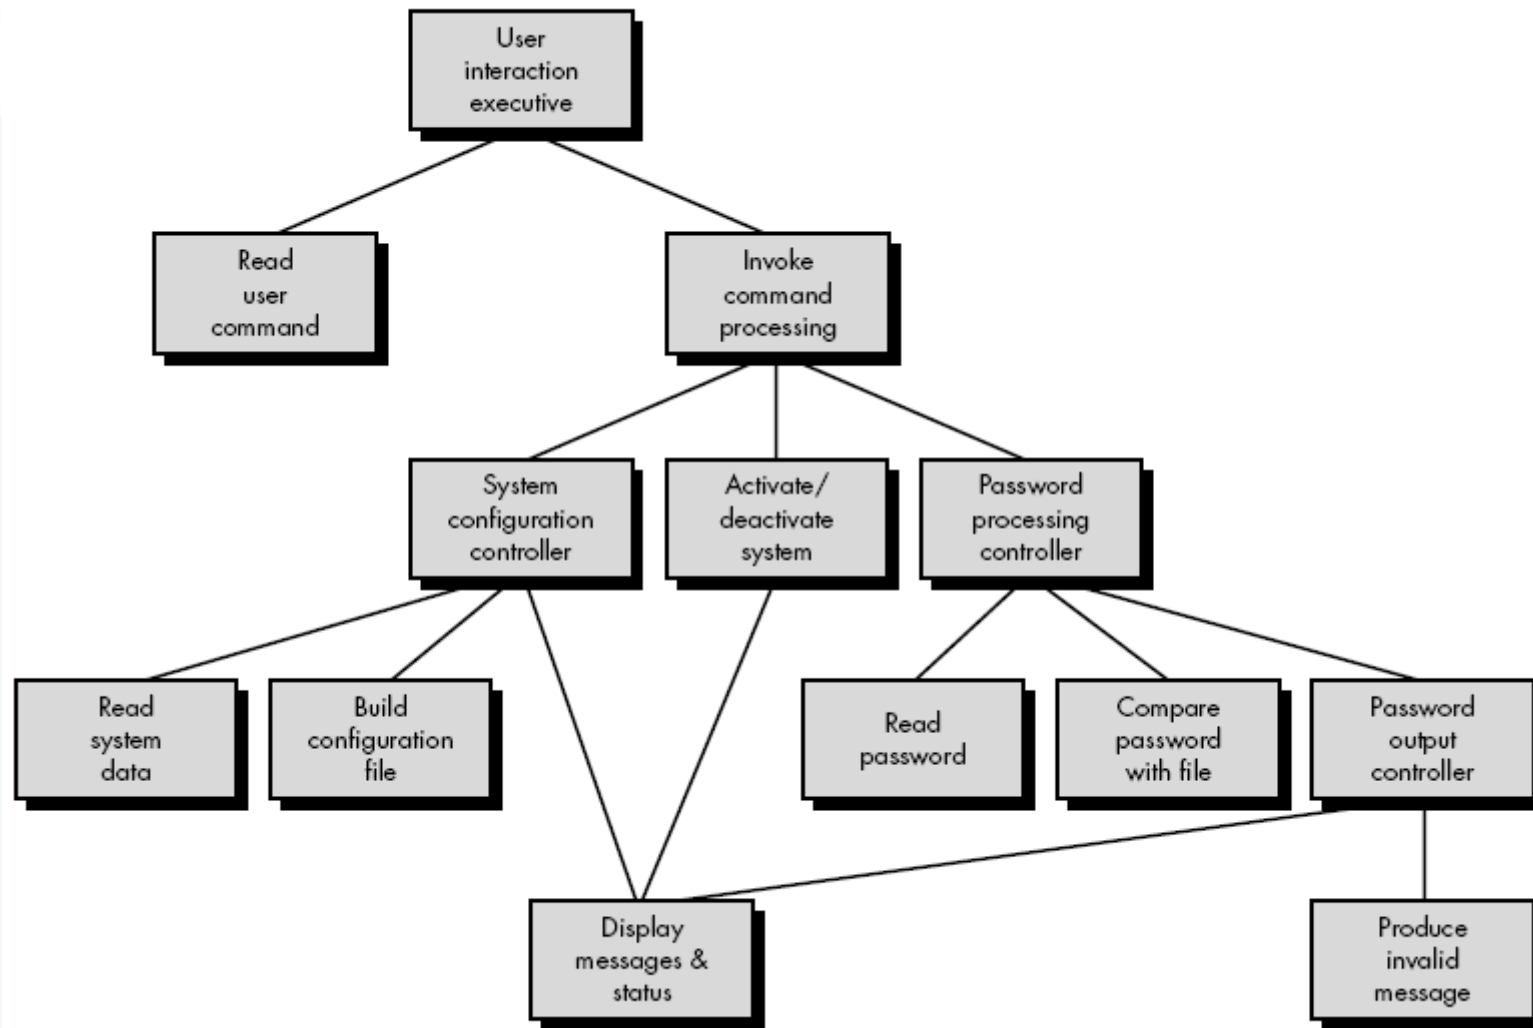 User
interaction
executive
Read
user
command
Invoke
command
processing
System
configuration
controller
Activate/
deactivate
system
Password
processing
controller
Read
system
data
Build
configuration
file
Read
password
Compare
password
with file
Password
output
controller
Display
messages &
status
Produce
invalid
message